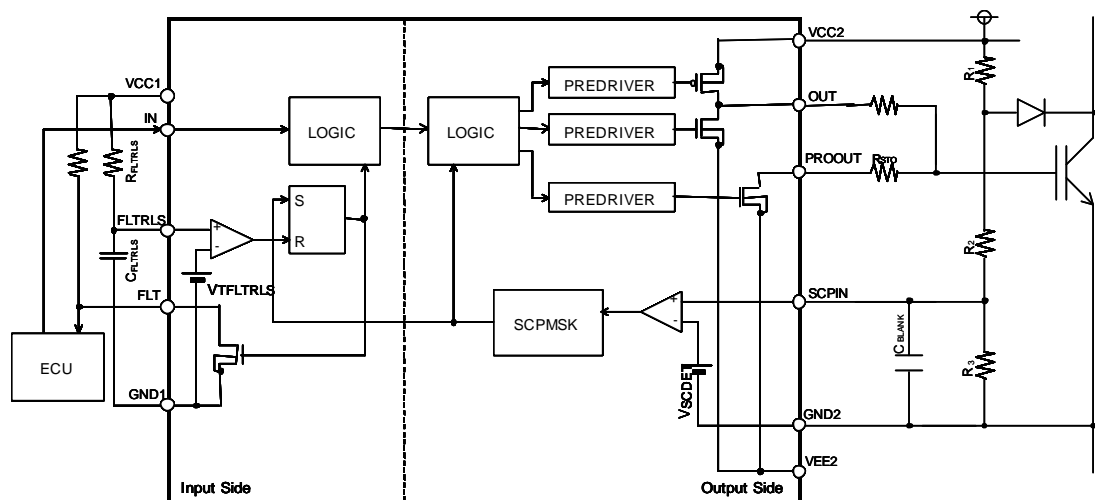 VCC2
R1
VCC1
PREDRIVER
OUT
IN
LOGIC
LOGIC
PREDRIVER
RFLTRLS
PROOUT
RSTO
S
PREDRIVER
FLTRLS
+
R
-
R2
CFLTRLS
VTFLTRLS
FLT
SCPIN
+
SCPMSK
-
CBLANK
ECU
R3
VSCDET
GND1
GND2
VEE2
Input Side
Output Side